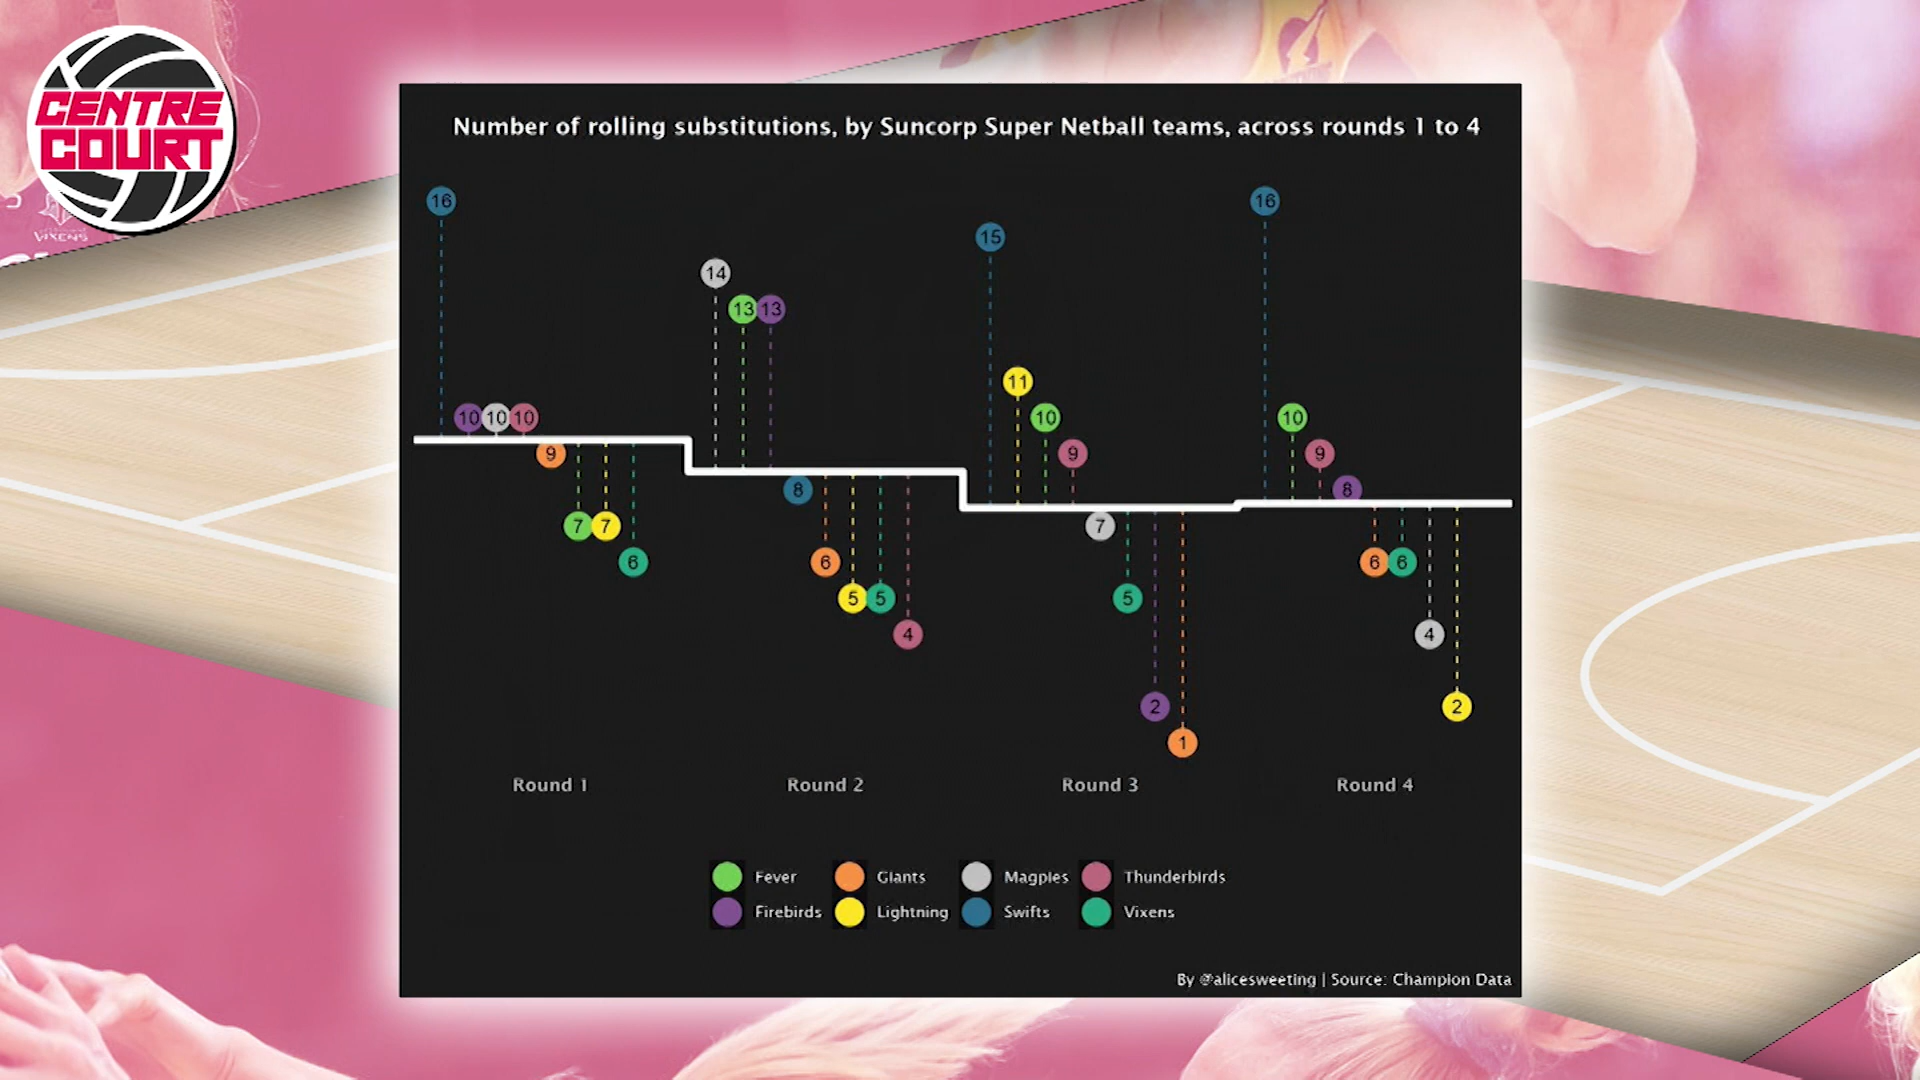 CENTRE
COURT
VIXENS
Number of rolling substitutions, by Suncorp Super Netball teams, across rounds 1 to 4
16
10
10
10
9
7
7
6
14
13
13
8
6
5
5
4
15
11
10
9
7
5
2
1
16
10
9
8
6
6
4
2
Round 1
Round 2
Round 3
Round 4
Fever
Giants
Magpies
Thunderbirds
Firebirds
Lightning
Swifts
Vixens
By @alicesweeting | Source: Champion Data